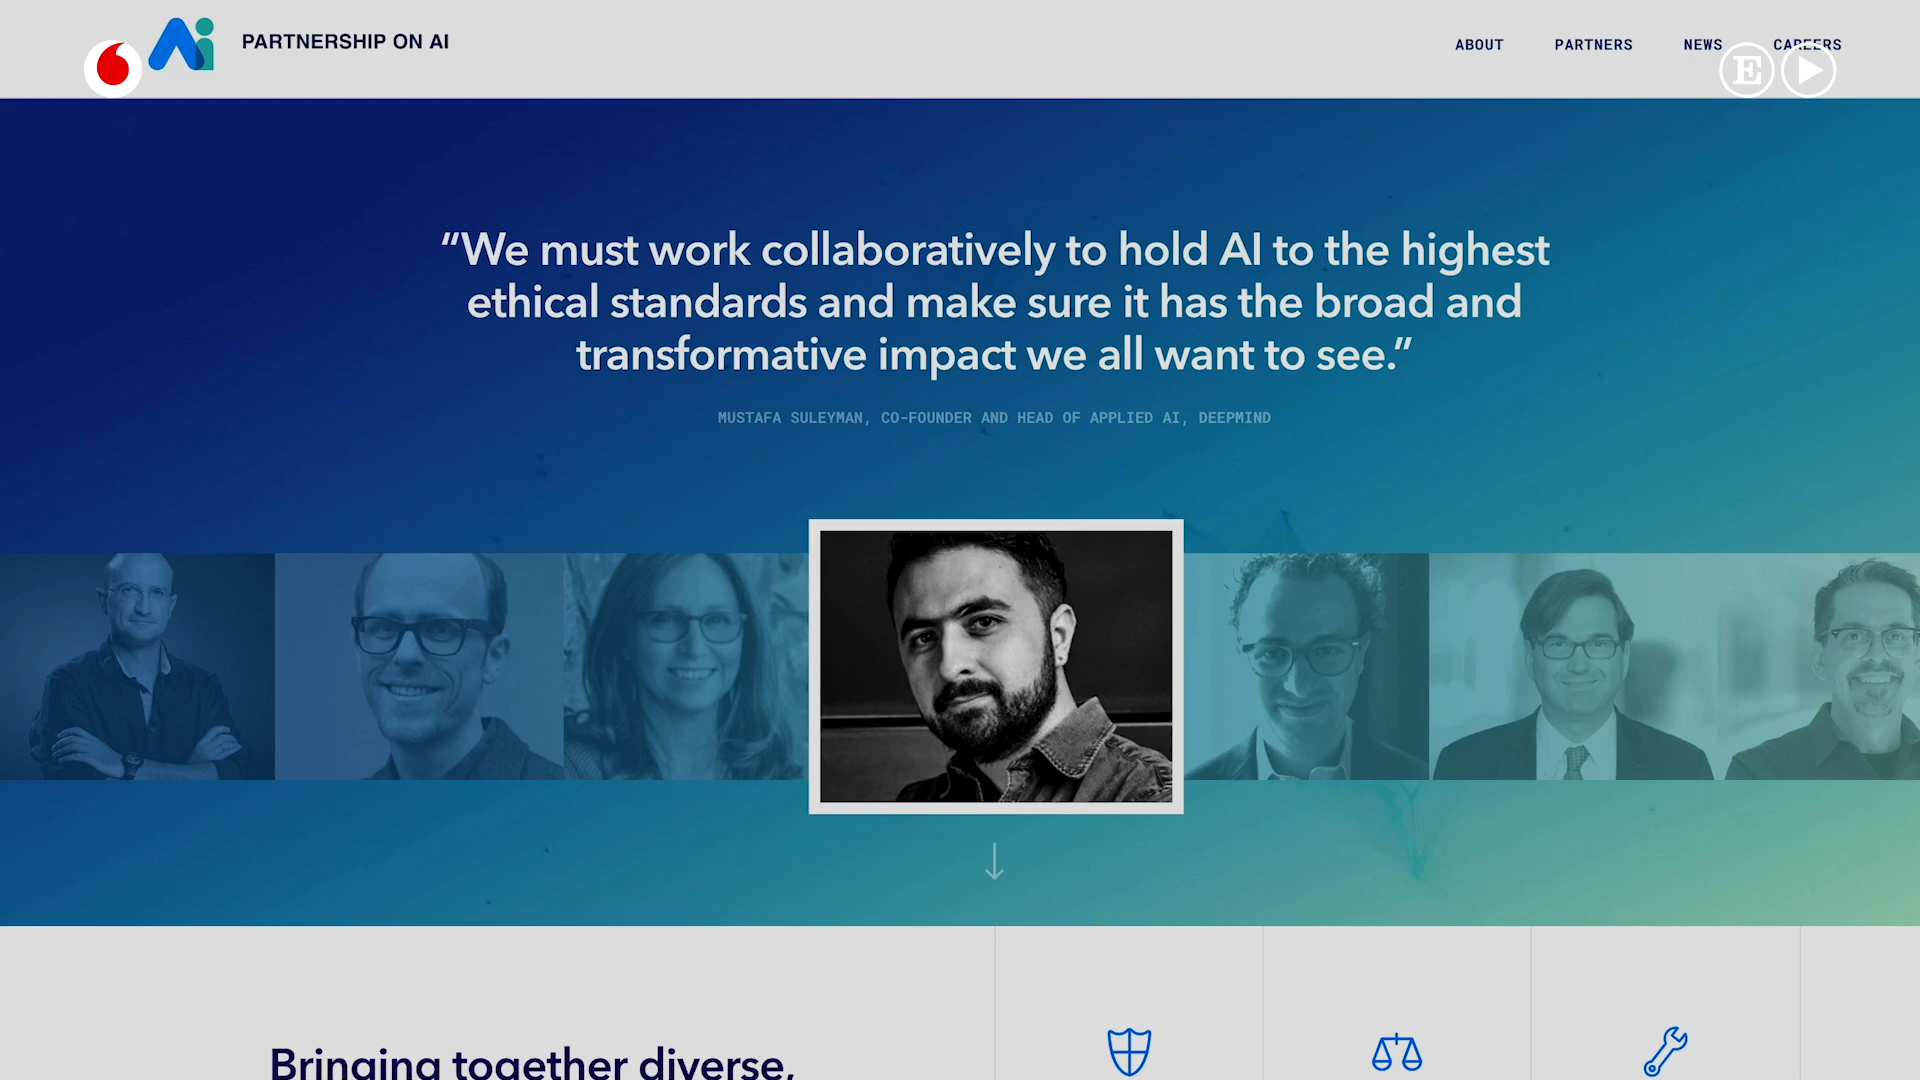 PARTNERSHIP ON AI
ABOUT PARTNERS NEWS CAREERS
E
“We must work collaboratively to hold AI to the highest
ethical standards and make sure it has the broad and
transformative impact we all want to see.”
MUSTAFA SULEYMAN, CO-FOUNDER AND HEAD OF APPLIED AI, DEEPMIND
Bringing together diverse,